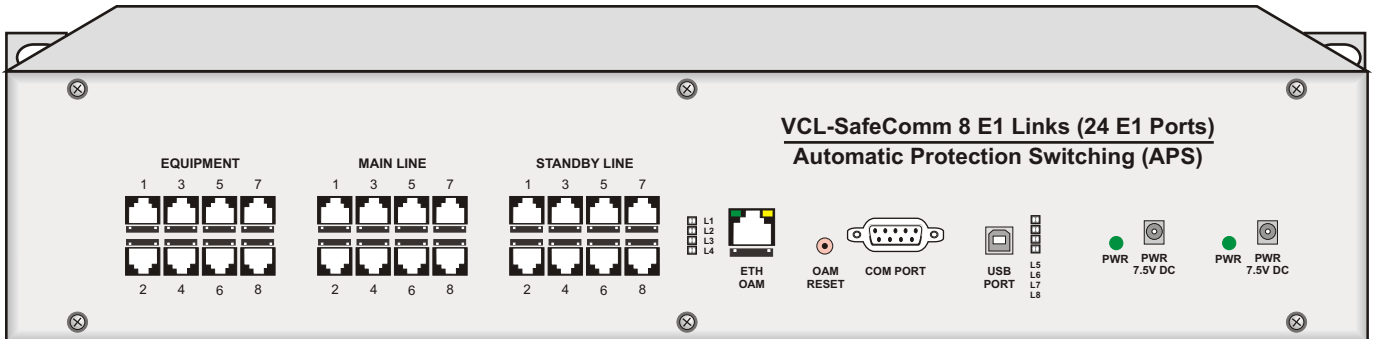 VCL-SafeComm 8 E1 Links (24 E1 Ports)
Automatic Protection Switching (APS)
EQUIPMENT
1 3 5 7
2 4 6 8
MAIN LINE
1 3 5 7
2 4 6 8
STANDBY LINE
1 3 5 7
2 4 6 8
L1
L2
L3
L4
ETH
OAM
OAM
RESET
COM PORT
USB
PORT
L5
L6
L7
L8
PWR
PWR
7.5V DC
PWR
PWR
7.5V DC